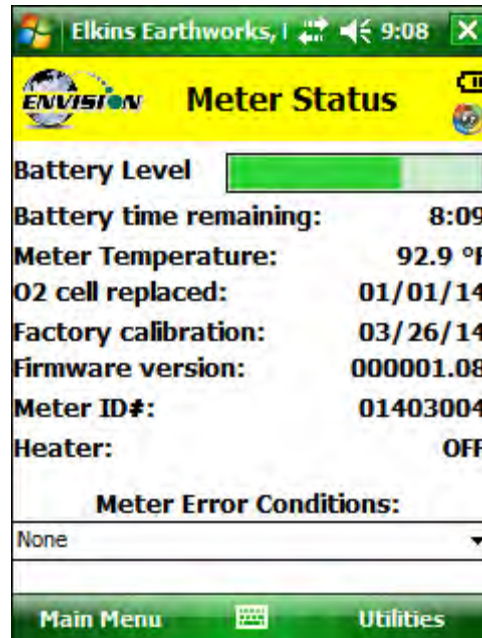 Elkins Earthworks, I 9:08
ENVISION Meter Status
Battery Level
Battery time remaining: 8:09
Meter Temperature: 92.9 °F
O2 cell replaced: 01/01/14
Factory calibration: 03/26/14
Firmware version: 000001.08
Meter ID#: 01403004
Heater: OFF
Meter Error Conditions:
None
Main Menu Utilities